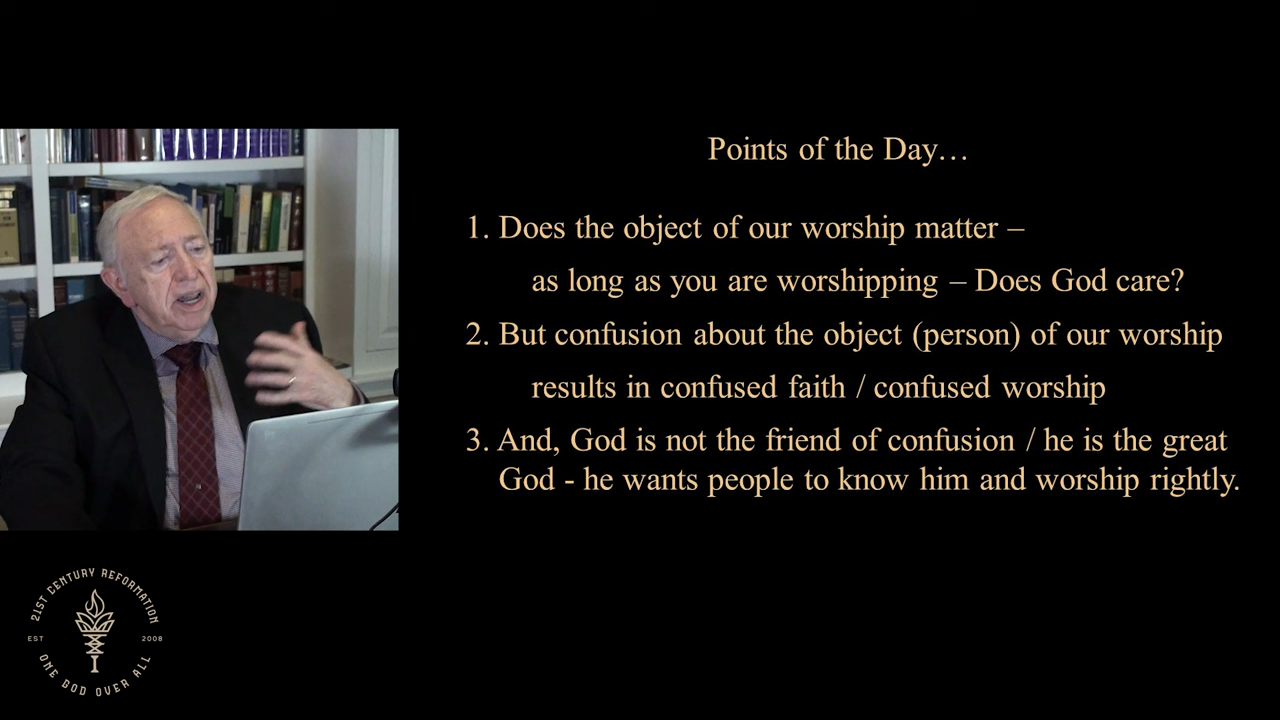 Points of the Day…
1. Does the object of our worship matter –
as long as you are worshipping – Does God care?
2. But confusion about the object (person) of our worship
results in confused faith / confused worship
3. And, God is not the friend of confusion / he is the great
God - he wants people to know him and worship rightly.
21ST CENTURY REFORMATION
EST 2008
ONE GOD OVER ALL